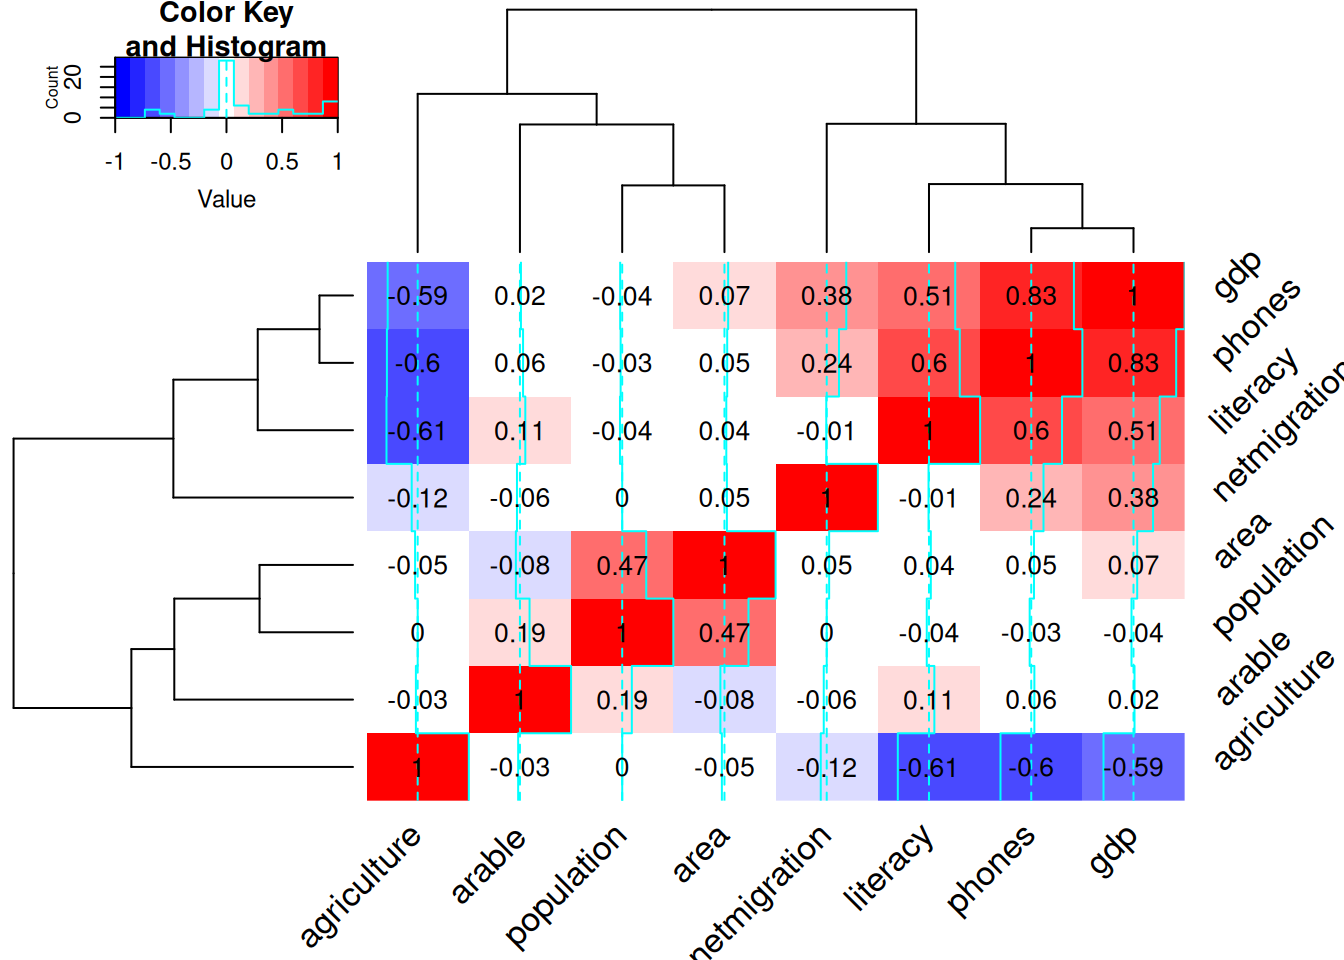 Color Key
and Histogram
Count
0 20
-1 -0.5 0 0.5 1
Value
-0.59 0.02 -0.04 0.07 0.38 0.51 0.83 1 gdp
-0.6 0.06 -0.03 0.05 0.24 0.6 1 0.83 phones
-0.61 0.11 -0.04 0.04 -0.01 1 0.6 0.51 literacy
-0.12 -0.06 0 0.05 1 -0.01 0.24 0.38 netmigration
-0.05 -0.08 0.47 1 0.05 0.04 0.05 0.07 area
0 0.19 1 0.47 0 -0.04 -0.03 -0.04 population
-0.03 1 0.19 -0.08 -0.06 0.11 0.06 0.02 arable
1 -0.03 0 -0.05 -0.12 -0.61 -0.6 -0.59 agriculture
agriculture arable population area netmigration literacy phones gdp